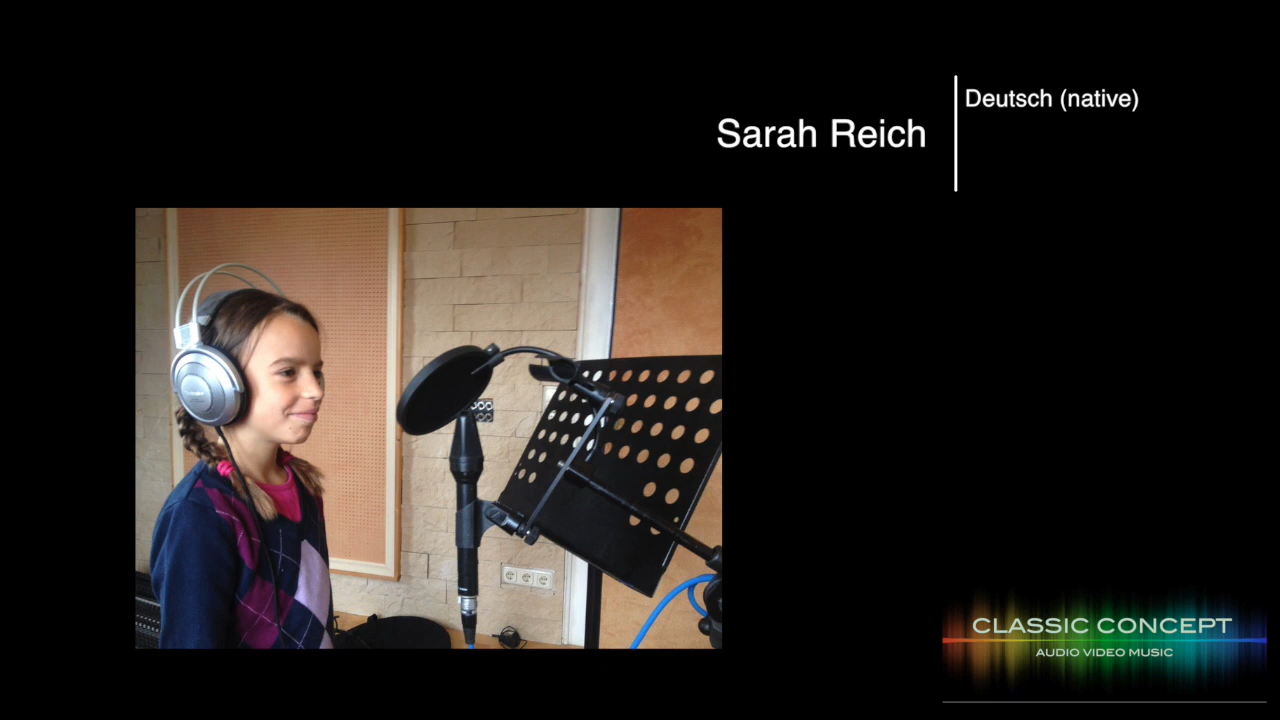 Deutsch (native)
Sarah Reich
CLASSIC CONCEPT
AUDIO VIDEO MUSIC